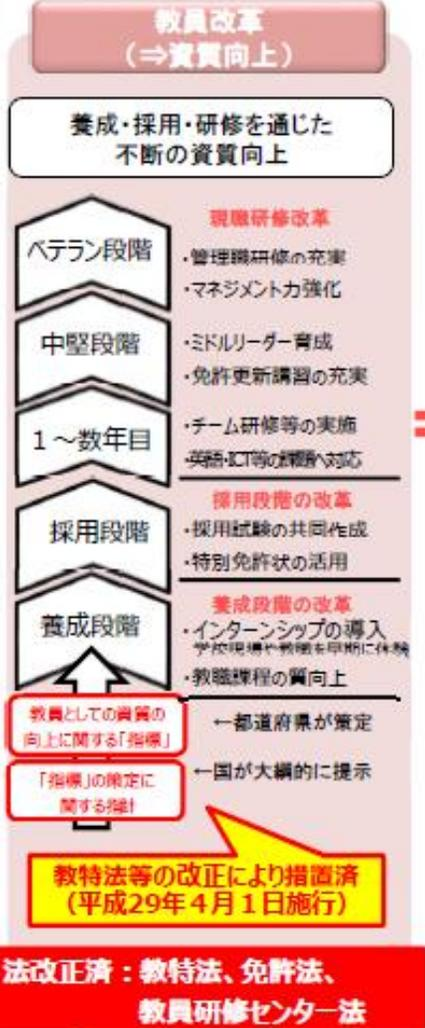 教員改革
(⇒資質向上)
養成・採用・研修を通じた
不断の資質向上
現職研修改革
ベテラン段階
・管理職研修の充実
・マネジメント力強化
中堅段階
・ミドルリーダー育成
・免許更新講習の充実
1～数年目
・チーム研修等の実施
・英語・ICT等の課題へ対応
採用段階の改革
採用段階
・採用試験の共同作成
・特別免許状の活用
養成段階の改革
養成段階
・インターンシップの導入
学校現場や教職を早期に体験
・教職課程の質向上
教員としての資質の
向上に関する「指標」
←都道府県が策定
「指標」の策定に
関する指針
←国が大綱的に提示
教特法等の改正により措置済
(平成29年４月１日施行)
法改正済：教特法、免許法、
教員研修センター法